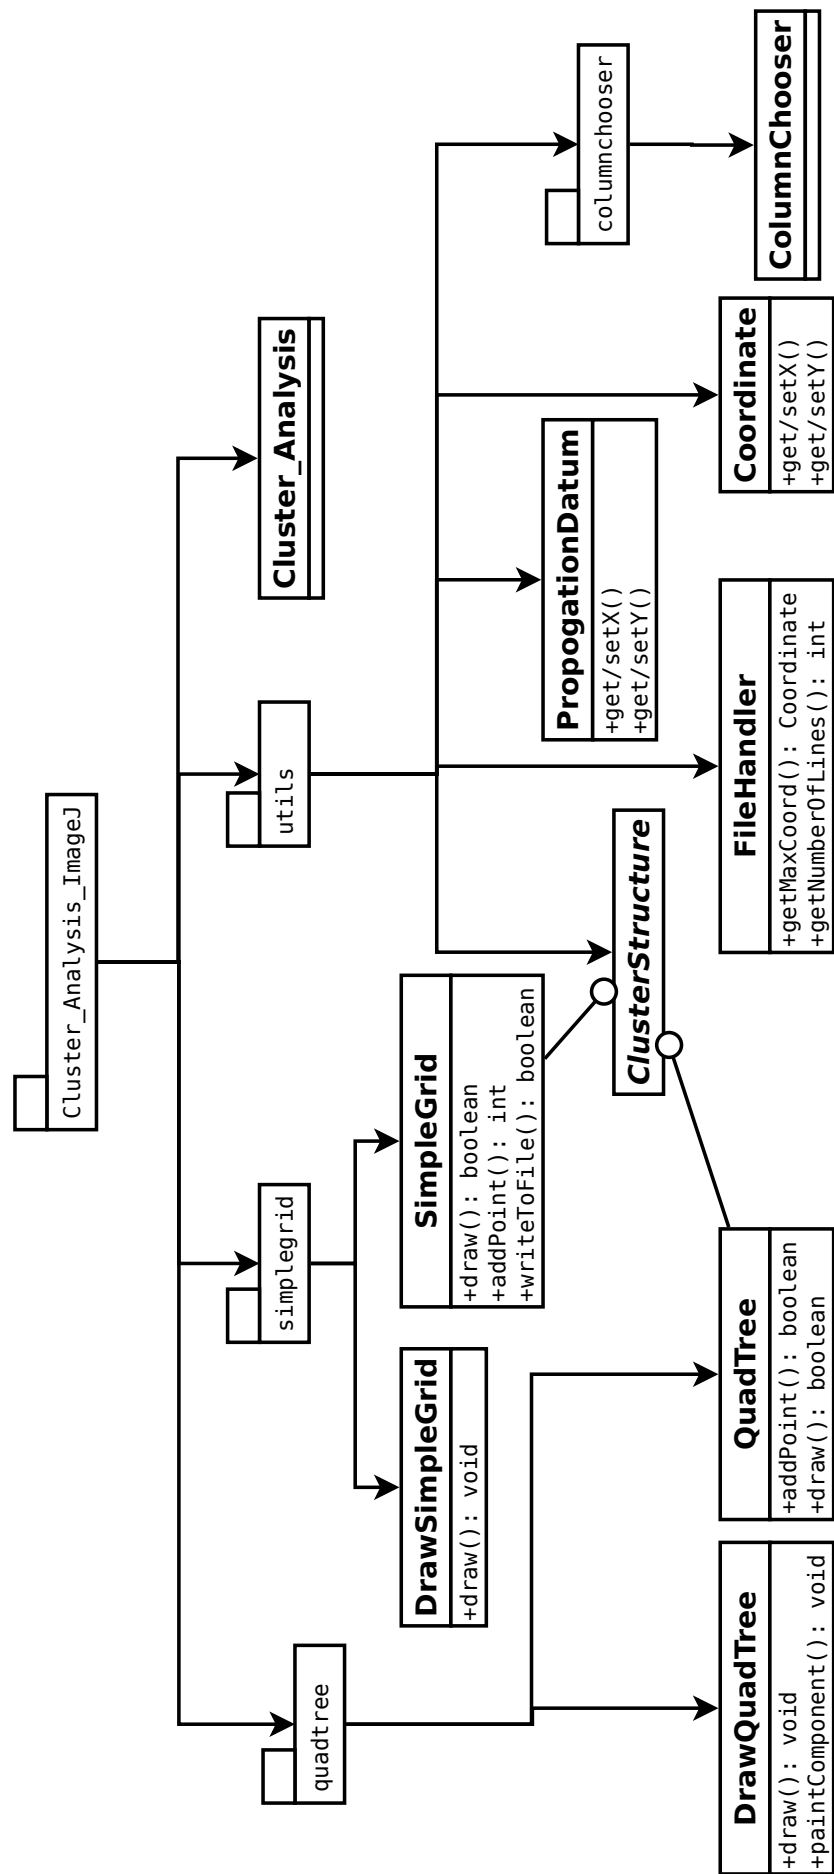 Cluster_Analysis_ImageJ
quadtree
simplegrid
utils
Cluster_Analysis
DrawSimpleGrid
+draw(): void
SimpleGrid
+draw(): boolean
+addPoint(): int
+writeToFile(): boolean
PropogationDatum
+get/setX()
+get/setY()
columnchooser
ClusterStructure
DrawQuadTree
+draw(): void
+paintComponent(): void
QuadTree
+addPoint(): boolean
+draw(): boolean
FileHandler
+getMaxCoord(): Coordinate
+getNumberOfLines(): int
Coordinate
+get/setX()
+get/setY()
ColumnChooser